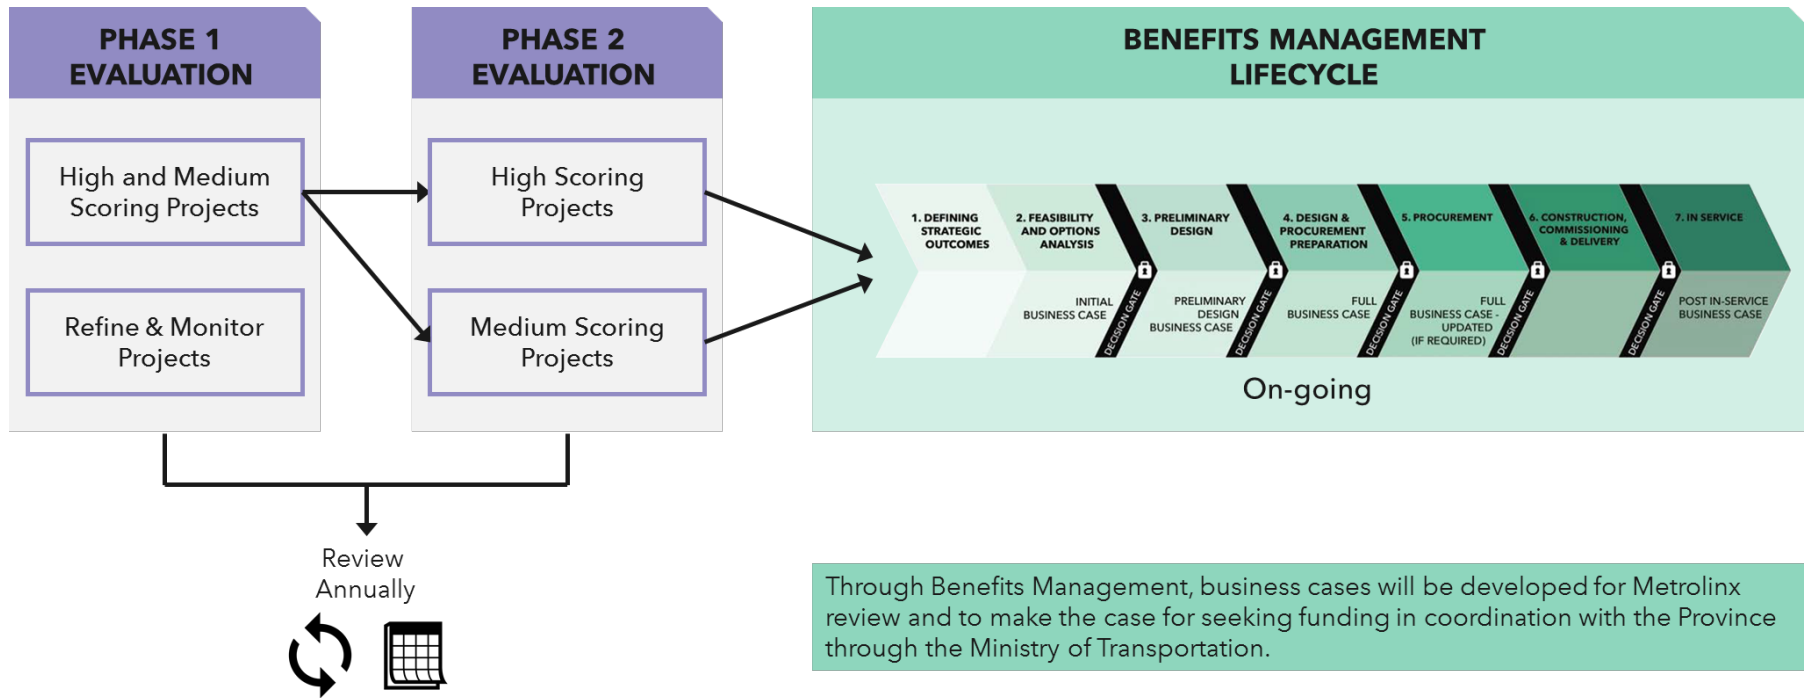 PHASE 1
EVALUATION
High and Medium
Scoring Projects
Refine & Monitor
Projects
PHASE 2
EVALUATION
High Scoring
Projects
Medium Scoring
Projects
Review
Annually
BENEFITS MANAGEMENT
LIFECYCLE
1. DEFINING
STRATEGIC
OUTCOMES
2. FEASIBILITY
AND OPTIONS
ANALYSIS
INITIAL
BUSINESS CASE
DECISION GATE
3. PRELIMINARY
DESIGN
PRELIMINARY
DESIGN
BUSINESS CASE
DECISION GATE
4. DESIGN &
PROCUREMENT
PREPARATION
FULL
BUSINESS CASE
DECISION GATE
5. PROCUREMENT
FULL
BUSINESS CASE -
UPDATED
(IF REQUIRED)
DECISION GATE
6. CONSTRUCTION,
COMMISSIONING
& DELIVERY
DECISION GATE
7. IN SERVICE
POST IN-SERVICE
BUSINESS CASE
On-going
Through Benefits Management, business cases will be developed for Metrolinx
review and to make the case for seeking funding in coordination with the Province
through the Ministry of Transportation.